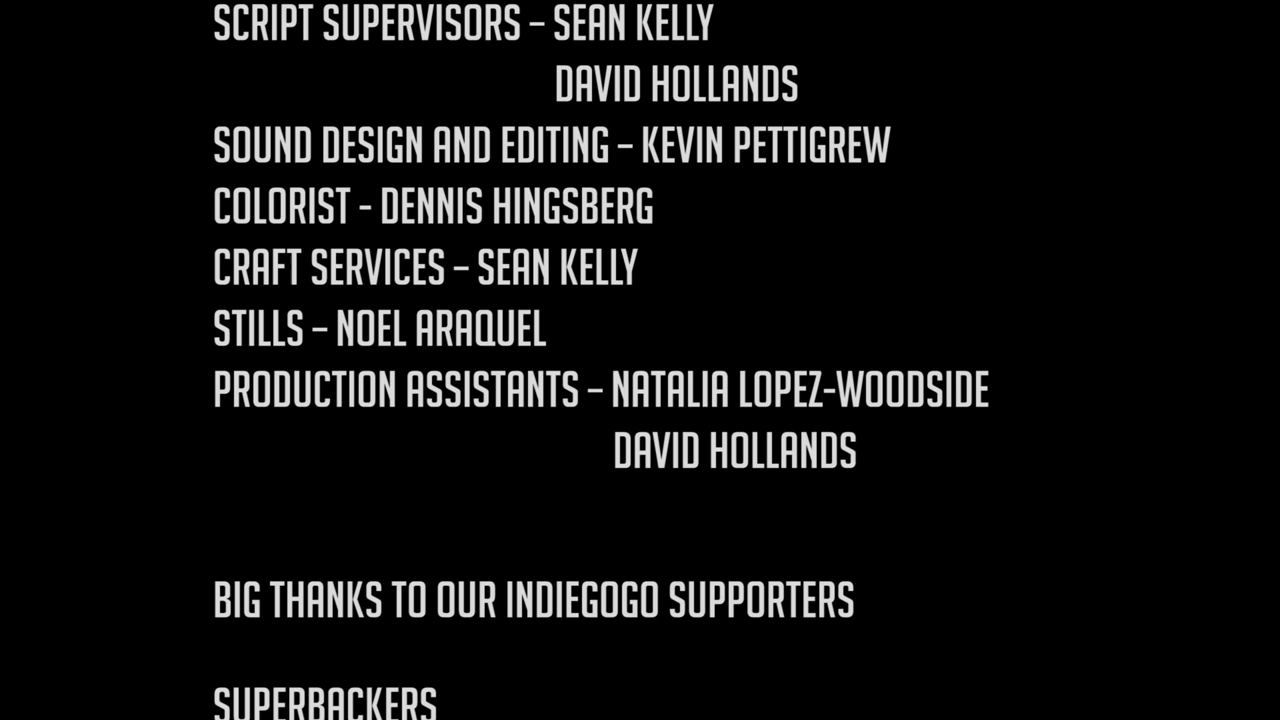 SCRIPT SUPERVISORS – SEAN KELLY
DAVID HOLLANDS
SOUND DESIGN AND EDITING – KEVIN PETTIGREW
COLORIST - DENNIS HINGSBERG
CRAFT SERVICES – SEAN KELLY
STILLS – NOEL ARAQUEL
PRODUCTION ASSISTANTS – NATALIA LOPEZ-WOODSIDE
DAVID HOLLANDS
BIG THANKS TO OUR INDIEGOGO SUPPORTERS
SUPERBACKERS